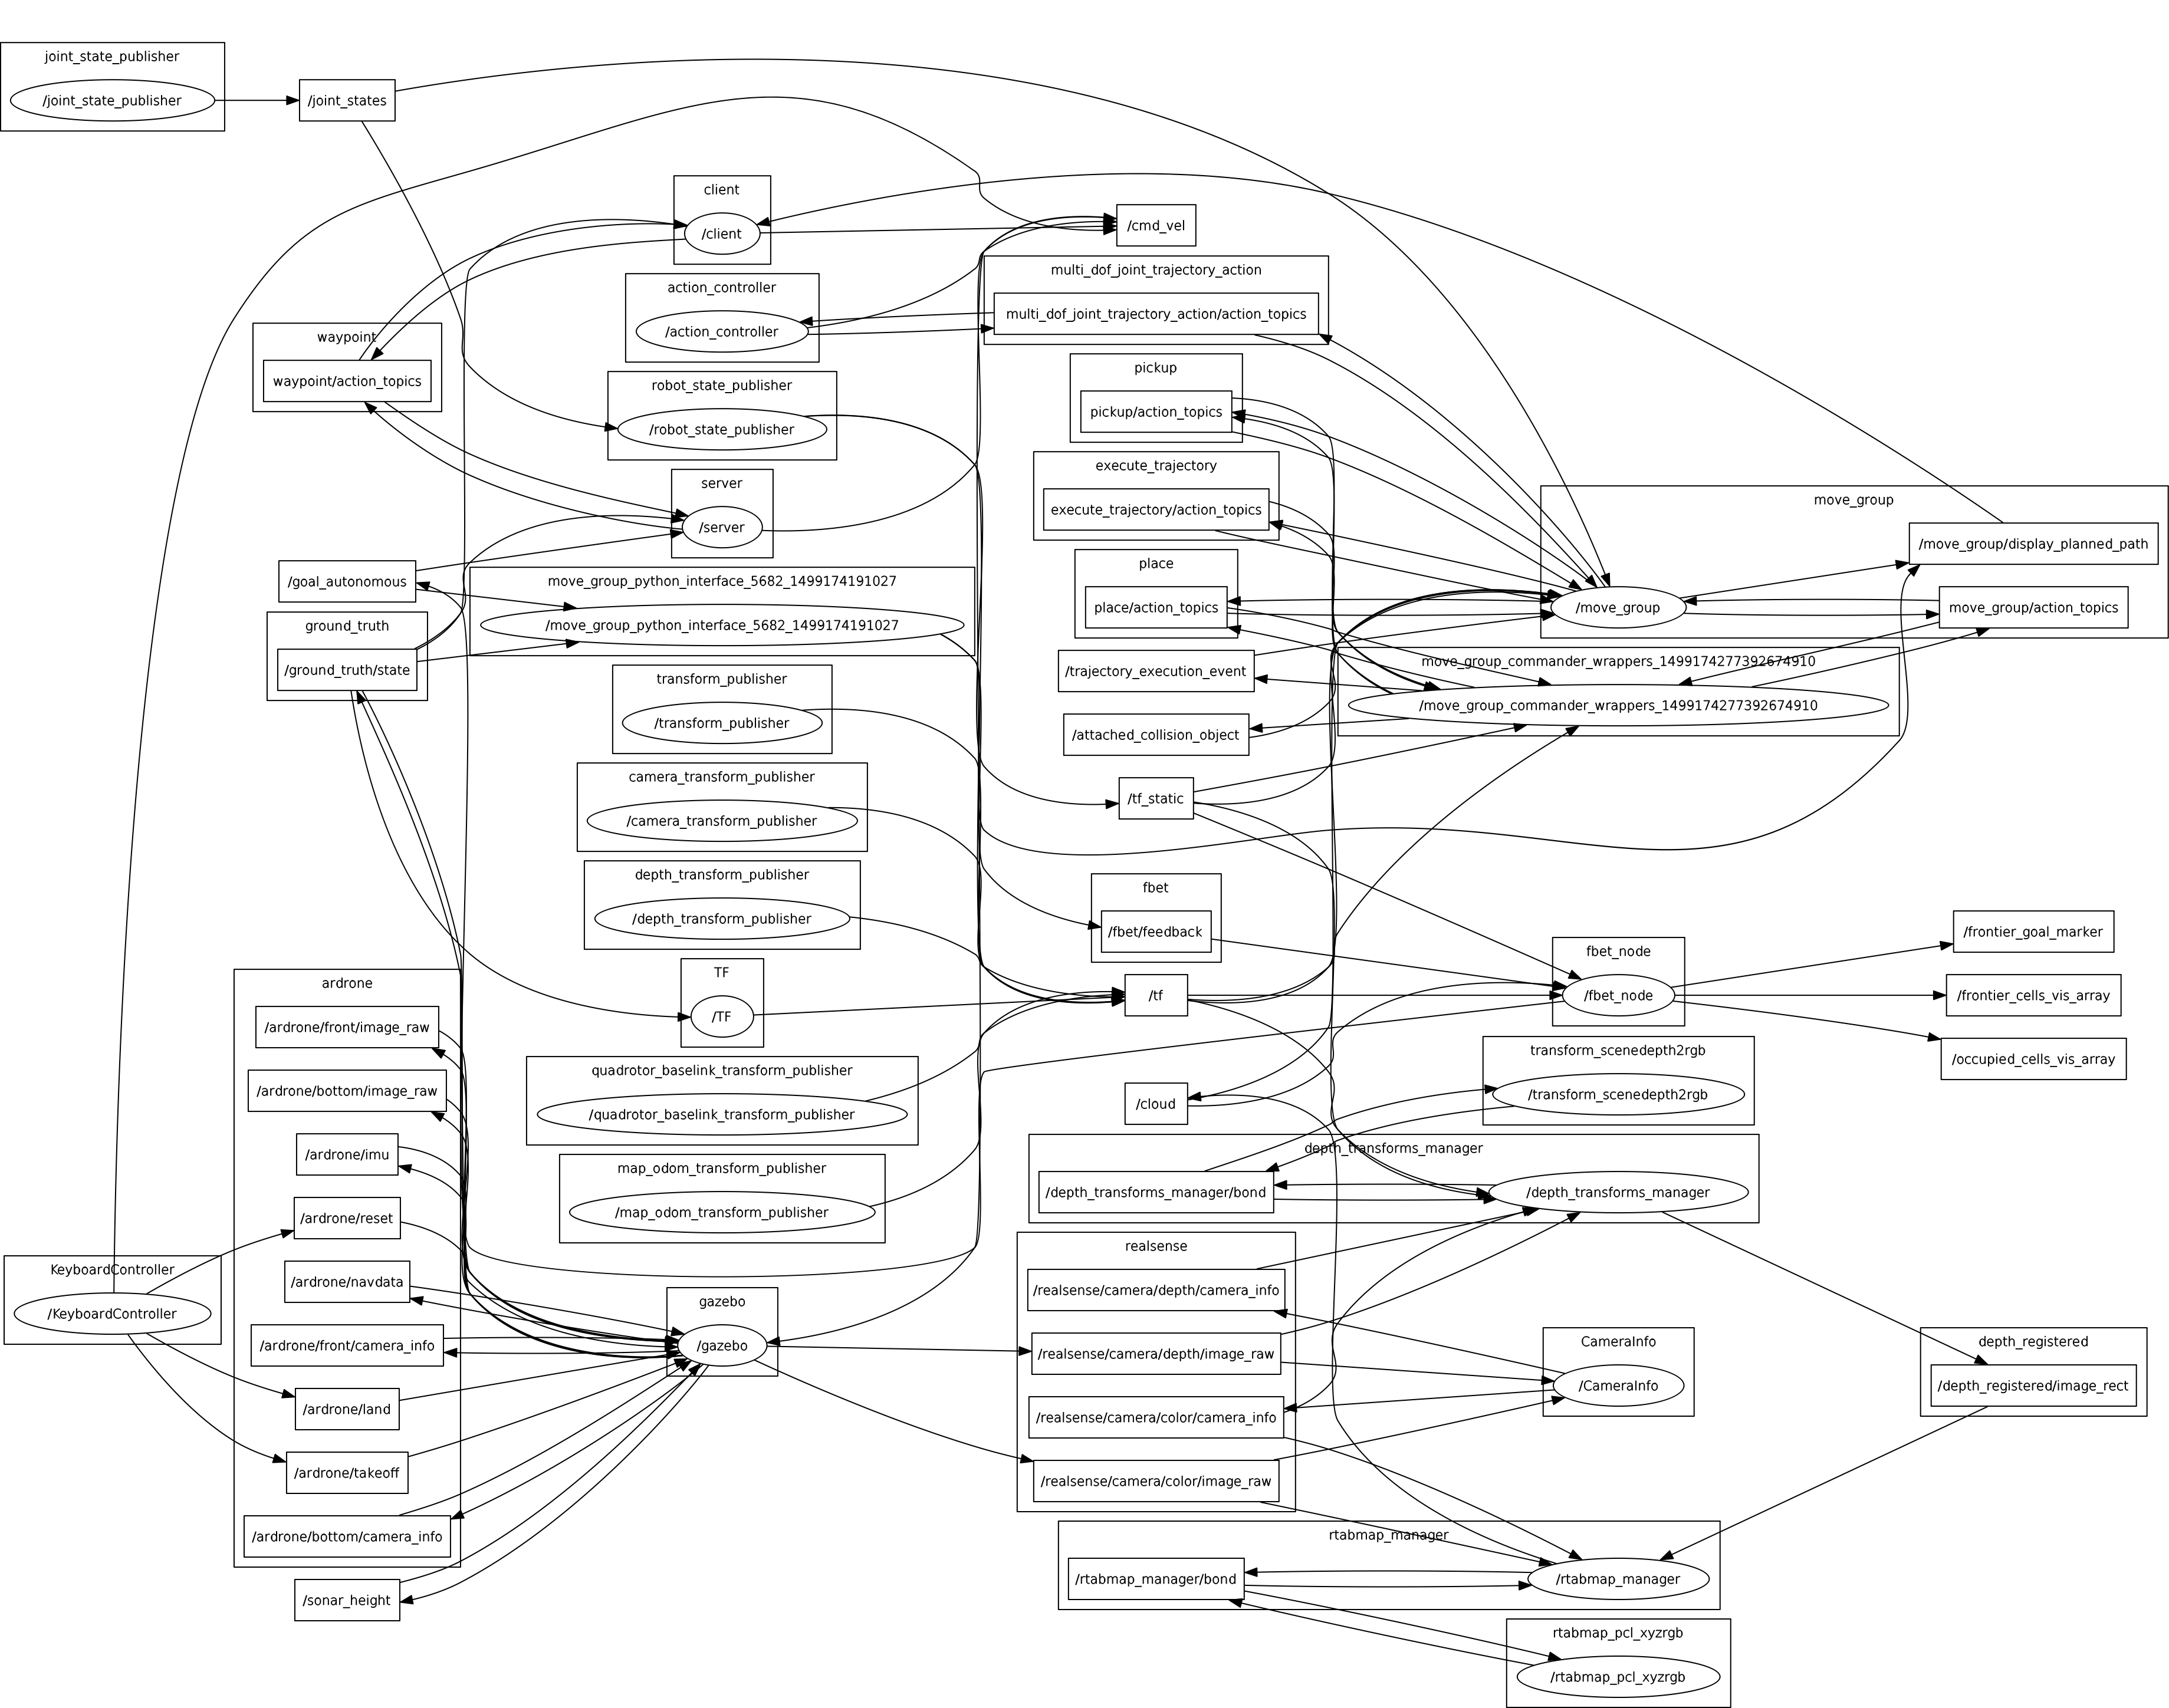 joint_state_publisher
/joint_state_publisher
/joint_states
client
/client
/cmd_vel
multi_dof_joint_trajectory_action
multi_dof_joint_trajectory_action/action_topics
action_controller
/action_controller
waypoint
waypoint/action_topics
pickup
pickup/action_topics
robot_state_publisher
/robot_state_publisher
execute_trajectory
execute_trajectory/action_topics
server
/server
move_group
/move_group/display_planned_path
/move_group
move_group/action_topics
place
place/action_topics
/goal_autonomous
move_group_python_interface_5682_1499174191027
/move_group_python_interface_5682_1499174191027
ground_truth
/ground_truth/state
/trajectory_execution_event
move_group_commander_wrappers_1499174277392674910
/move_group_commander_wrappers_1499174277392674910
transform_publisher
/transform_publisher
/attached_collision_object
camera_transform_publisher
/camera_transform_publisher
/tf_static
depth_transform_publisher
/depth_transform_publisher
fbet
/fbet/feedback
fbet_node
/fbet_node
/frontier_goal_marker
/frontier_cells_vis_array
/occupied_cells_vis_array
TF
/TF
/tf
ardrone
/ardrone/front/image_raw
/ardrone/bottom/image_raw
/ardrone/imu
/ardrone/reset
/ardrone/navdata
/ardrone/front/camera_info
/ardrone/land
/ardrone/takeoff
/ardrone/bottom/camera_info
/sonar_height
KeyboardController
/KeyboardController
quadrotor_baselink_transform_publisher
/quadrotor_baselink_transform_publisher
map_odom_transform_publisher
/map_odom_transform_publisher
gazebo
/gazebo
/cloud
transform_scenedepth2rgb
/transform_scenedepth2rgb
depth_transforms_manager
/depth_transforms_manager/bond
/depth_transforms_manager
realsense
/realsense/camera/depth/camera_info
/realsense/camera/depth/image_raw
/realsense/camera/color/camera_info
/realsense/camera/color/image_raw
CameraInfo
/CameraInfo
depth_registered
/depth_registered/image_rect
rtabmap_manager
/rtabmap_manager/bond
/rtabmap_manager
rtabmap_pcl_xyzrgb
/rtabmap_pcl_xyzrgb